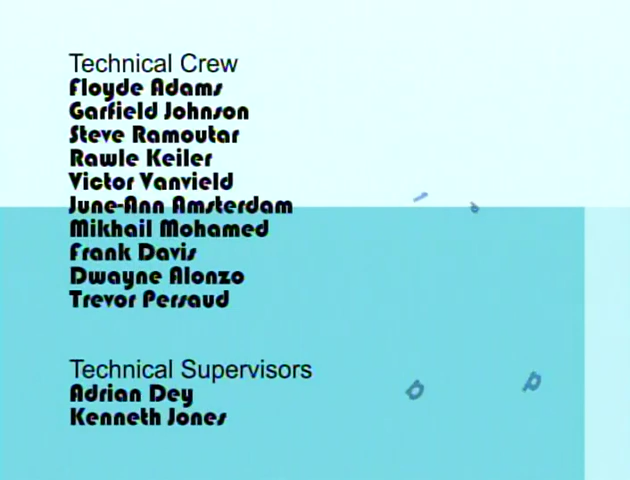 Technical Crew
Floyde Adams
Garfield Johnson
Steve Ramoutar
Rawle Keiler
Victor Vanvield
June-Ann Amsterdam
Mikhail Mohamed
Frank Davis
Dwayne Alonzo
Trevor Persaud
Technical Supervisors
Adrian Dey
Kenneth Jones